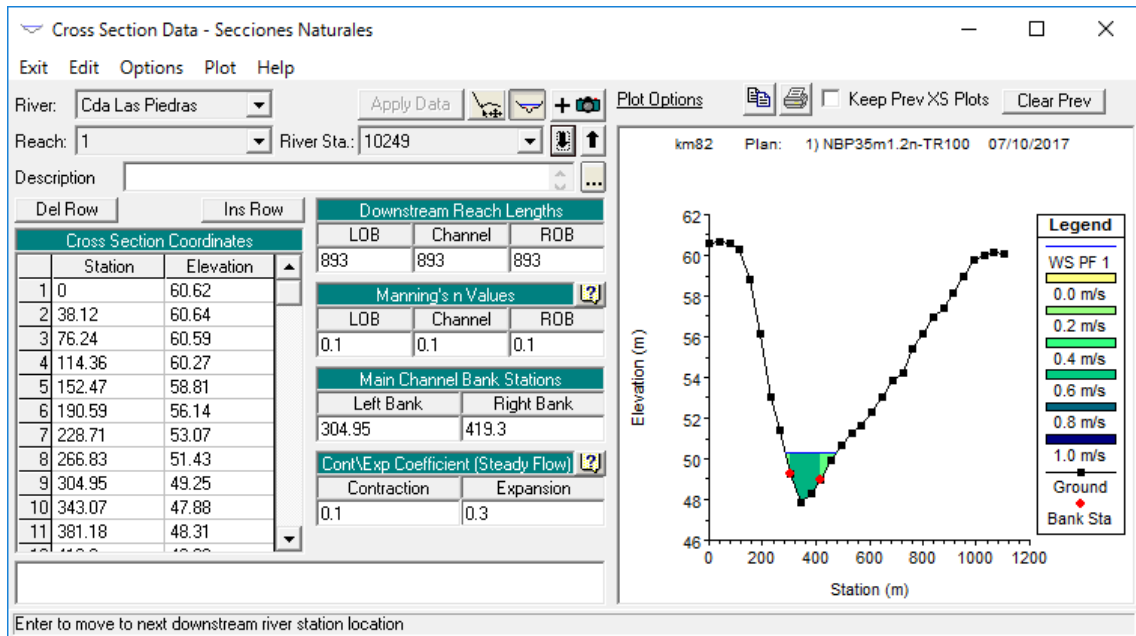 Cross Section Data - Secciones Naturales
Exit Edit Options Plot Help
River: Cda Las Piedras Apply Data
Plot Options Keep Prev XS Plots Clear Prev
Reach: 1 River Sta.: 10249
Description ...
Del Row Ins Row
Cross Section Coordinates
Station Elevation
1 0 60.62
2 38.12 60.64
3 76.24 60.59
4 114.36 60.27
5 152.47 58.81
6 190.59 56.14
7 228.71 53.07
8 266.83 51.43
9 304.95 49.25
10 343.07 47.88
11 381.18 48.31
Downstream Reach Lengths
LOB Channel ROB
893 893 893
Manning's n Values
LOB Channel ROB
0.1 0.1 0.1
Main Channel Bank Stations
Left Bank Right Bank
304.95 419.3
Cont\Exp Coefficient (Steady Flow)
Contraction Expansion
0.1 0.3
km82 Plan: 1) NBP35m1.2n-TR100 07/10/2017
62
60
58
56
54
52
50
48
46
Elevation (m)
0 200 400 600 800 1000 1200
Station (m)
Legend
WS PF 1
0.0 m/s
0.2 m/s
0.4 m/s
0.6 m/s
0.8 m/s
1.0 m/s
Ground
Bank Sta
Enter to move to next downstream river station location